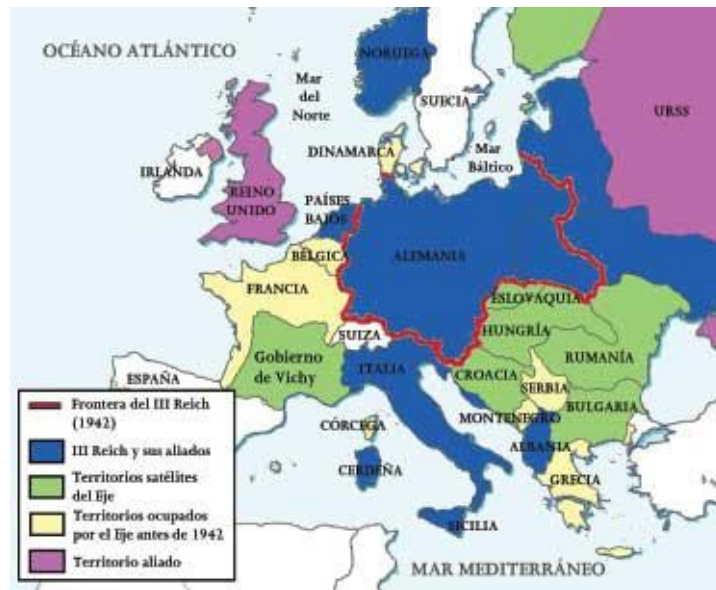 OCÉANO ATLÁNTICO
NORUEGA
Mar
del
Norte
SUECIA
URSS
DINAMARCA
Mar
Báltico
IRLANDA
REINO
UNIDO
PAÍSES
BAJOS
BÉLGICA
ALEMANIA
FRANCIA
ESLOVAQUIA
SUIZA
HUNGRÍA
Gobierno
de Vichy
ITALIA
CROACIA
RUMANÍA
ESPAÑA
SERBIA
BULGARIA
MONTENEGRO
CÓRCEGA
ALBANIA
CERDEÑA
GRECIA
SICILIA
MAR MEDITERRÁNEO
Frontera del III Reich
(1942)
III Reich y sus aliados
Territorios satélites
del Eje
Territorios ocupados
por el Eje antes de 1942
Territorio aliado